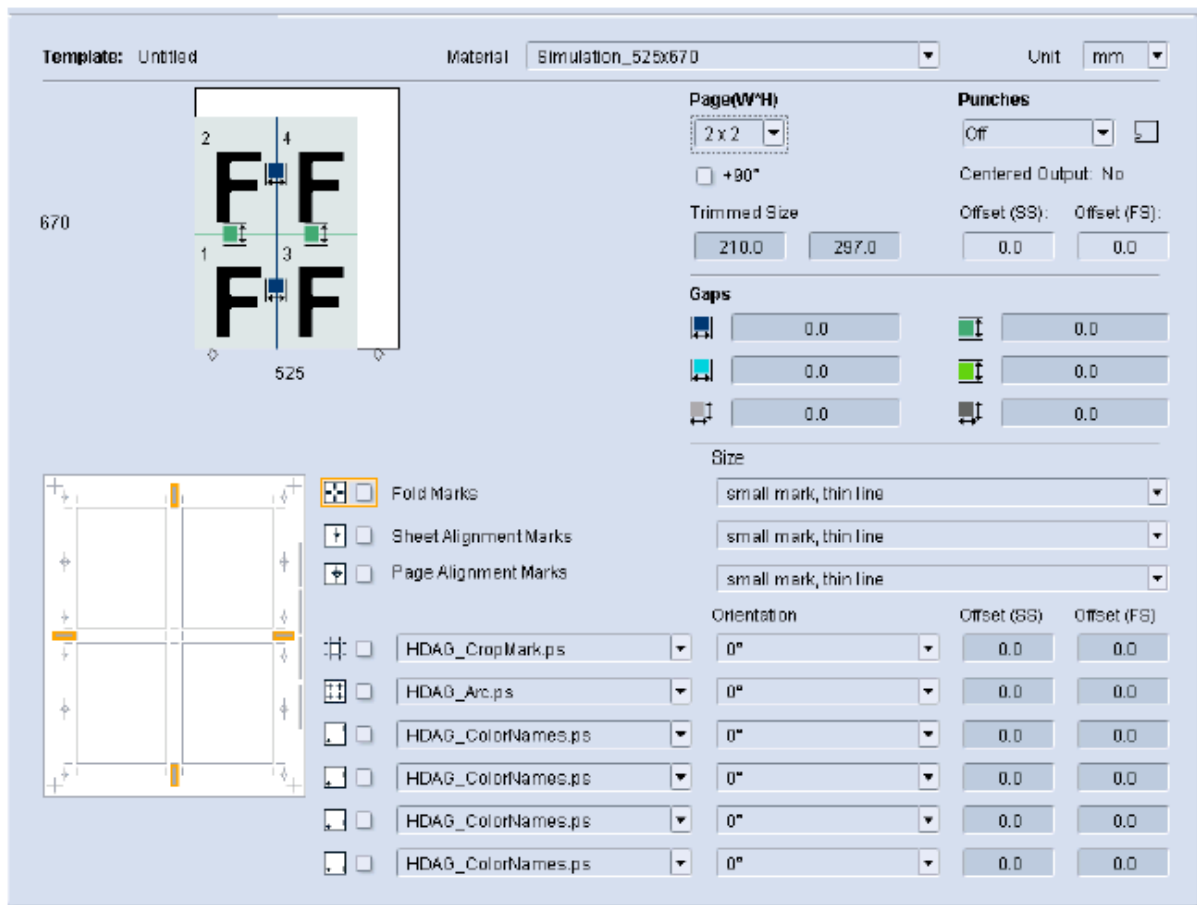 Template: Untitled Material Simulation_525x670 Unit mm
Page(W*H) Punches
2 x 2 Off
+90° Centered Output: No
Trimmed Size Offset (SS): Offset (FS):
210.0 297.0 0.0 0.0
Gaps
0.0 0.0
0.0 0.0
0.0 0.0
2 4
F F
670
1 3
F F
525
Size
Fold Marks small mark, thin line
Sheet Alignment Marks small mark, thin line
Page Alignment Marks small mark, thin line
Orientation Offset (SS) Offset (FS)
HDAG_CropMark.ps 0° 0.0 0.0
HDAG_Arc.ps 0° 0.0 0.0
HDAG_ColorNames.ps 0° 0.0 0.0
HDAG_ColorNames.ps 0° 0.0 0.0
HDAG_ColorNames.ps 0° 0.0 0.0
HDAG_ColorNames.ps 0° 0.0 0.0